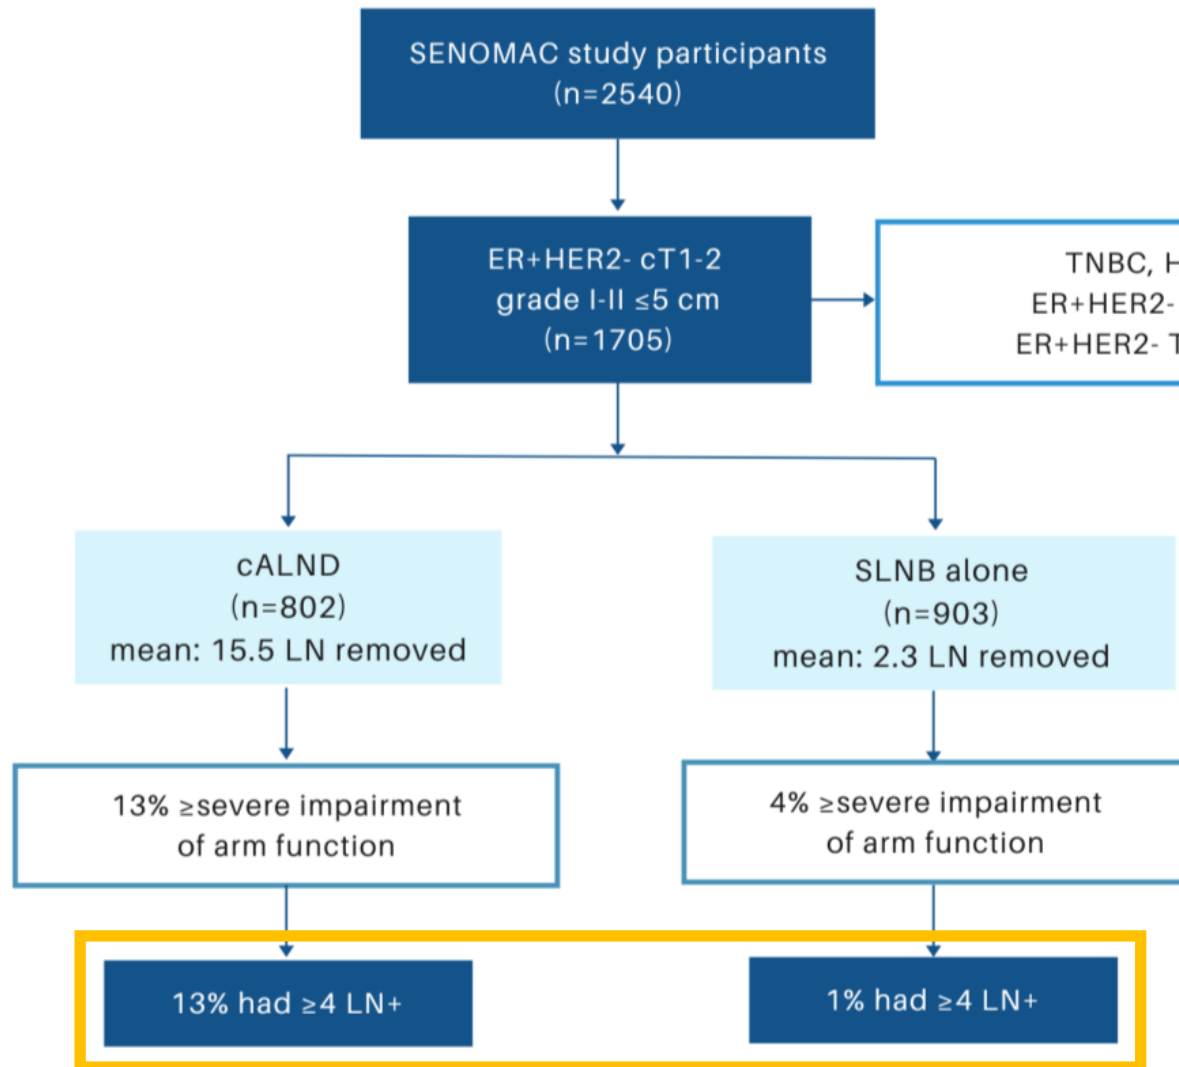 SENOMAC study participants
(n=2540)
ER+HER2- cT1-2
grade I-II ≤5 cm
(n=1705)
TNBC, H
ER+HER2-
ER+HER2- T
cALND
(n=802)
mean: 15.5 LN removed
SLNB alone
(n=903)
mean: 2.3 LN removed
13% ≥severe impairment
of arm function
4% ≥severe impairment
of arm function
13% had ≥4 LN+
1% had ≥4 LN+